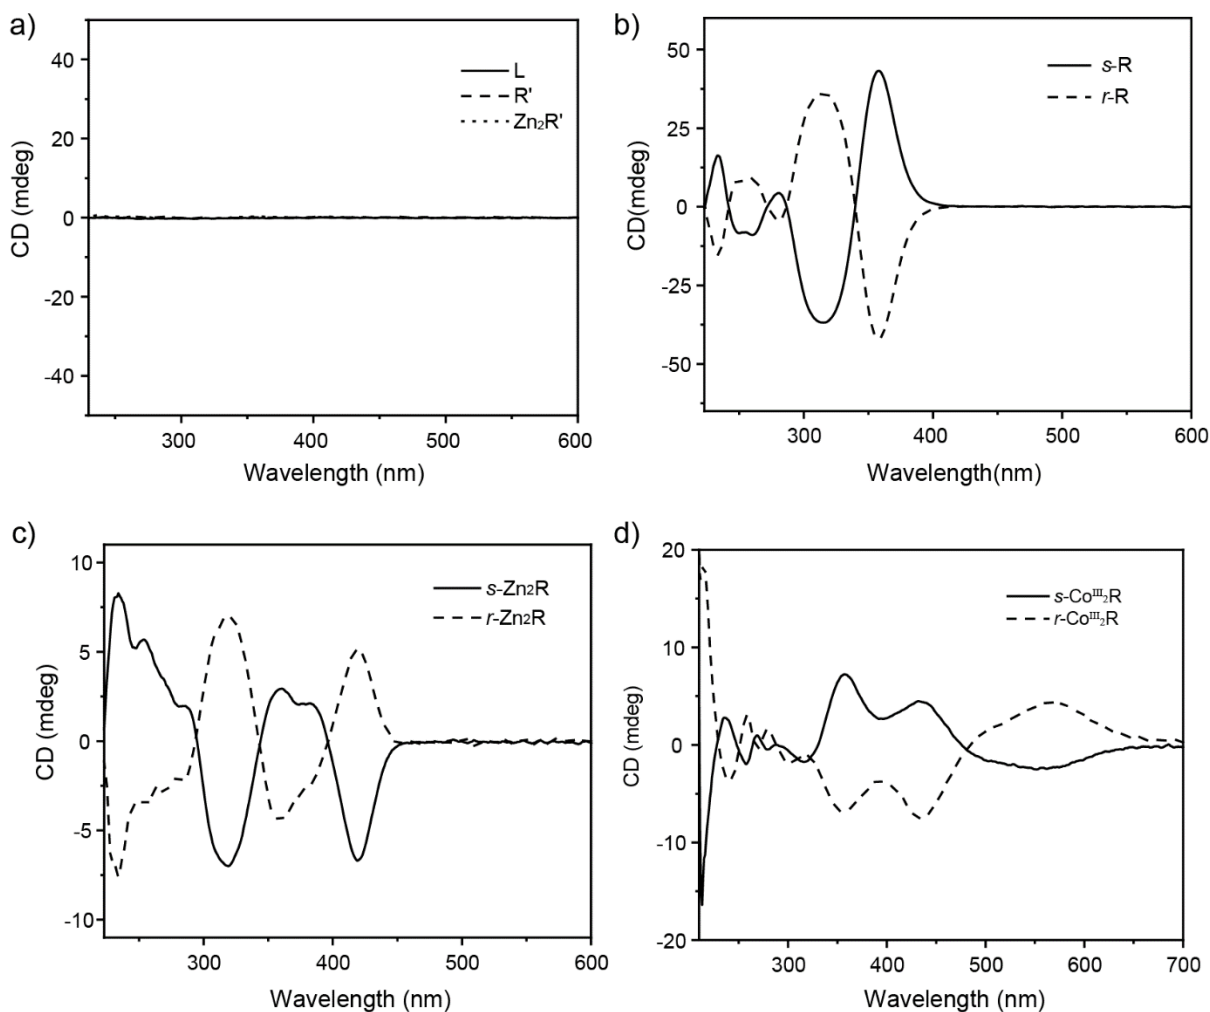 a)
40
20
0
-20
-40
CD (mdeg)
L
R'
Zn₂R'
300
400
500
600
Wavelength (nm)
b)
50
25
0
-25
-50
CD(mdeg)
s-R
r-R
300
400
500
600
Wavelength(nm)
c)
10
5
0
-5
-10
CD (mdeg)
s-Zn₂R
r-Zn₂R
300
400
500
600
Wavelength (nm)
d)
20
10
0
-10
-20
CD (mdeg)
s-Coᴵᴵᴵ₂R
r-Coᴵᴵᴵ₂R
300
400
500
600
700
Wavelength (nm)